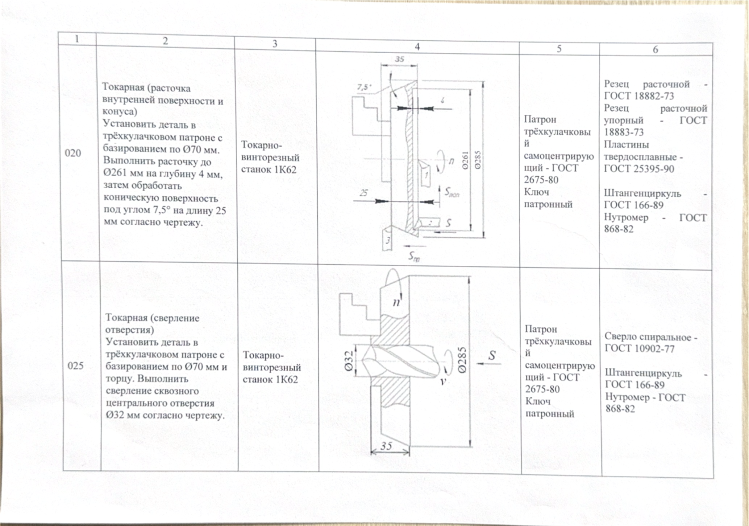 1 2 3 4 5 6
020
Токарная (расточка
внутренней поверхности и
конуса)
Установить деталь в
трёхкулачковом патроне с
базированием по Ø70 мм.
Выполнить расточку до
Ø261 мм на глубину 4 мм,
затем обработать
коническую поверхность
под углом 7,5° на длину 25
мм согласно чертежу.
Токарно-
винторезный
станок 1К62
35
7,5°
4
n
Ø261
Ø285
1
25
Sпоп
2
S
3
Sпр
Патрон
трёхкулачковы
й
самоцентрирую
щий - ГОСТ
2675-80
Ключ
патронный
Резец расточной -
ГОСТ 18882-73
Резец расточной
упорный - ГОСТ
18883-73
Пластины
твердосплавные -
ГОСТ 25395-90
Штангенциркуль -
ГОСТ 166-89
Нутромер - ГОСТ
868-82
025
Токарная (сверление
отверстия)
Установить деталь в
трёхкулачковом патроне с
базированием по Ø70 мм и
торцу. Выполнить
сверление сквозного
центрального отверстия
Ø32 мм согласно чертежу.
Токарно-
винторезный
станок 1К62
n
Ø32
Ø285
S
v
35
Патрон
трёхкулачковы
й
самоцентрирую
щий - ГОСТ
2675-80
Ключ
патронный
Сверло спиральное -
ГОСТ 10902-77
Штангенциркуль -
ГОСТ 166-89
Нутромер - ГОСТ
868-82